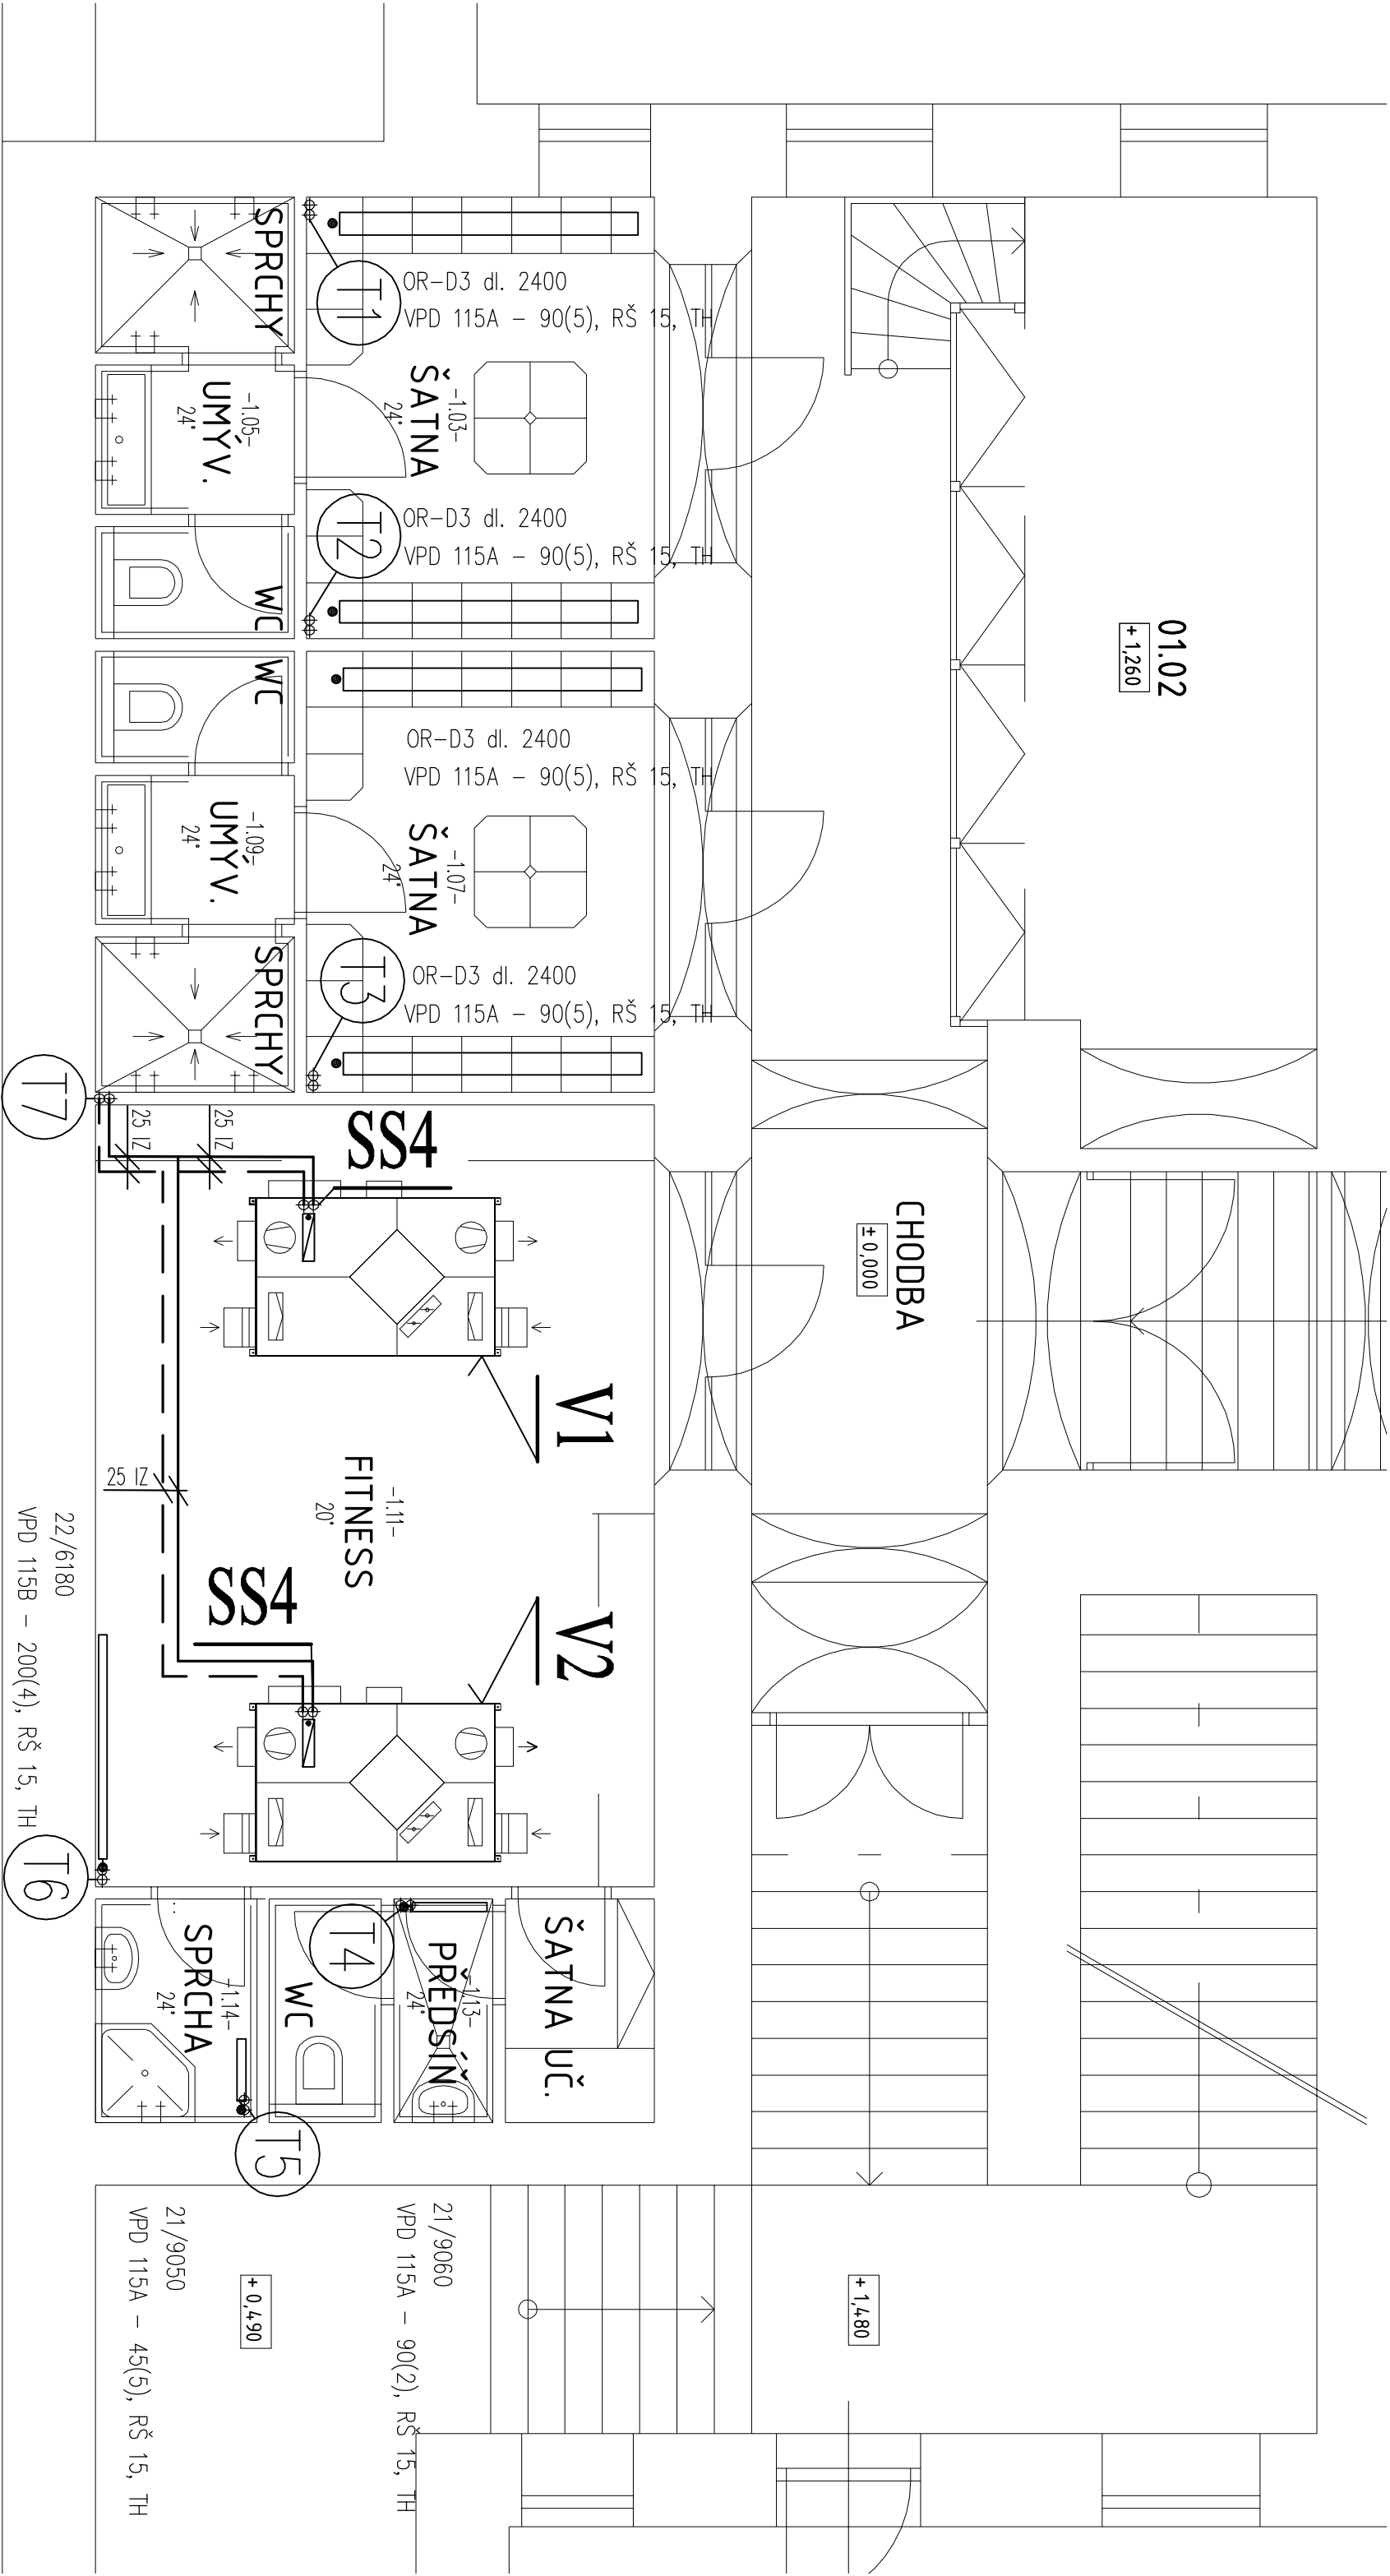 01.02
+ 1,260
SPRCHY
T1
OR-D3 dl. 2400
VPD 115A - 90(5), RŠ 15, TH
-1.03-
ŠATNA
24°
-1.05-
UMÝV.
24°
T2
OR-D3 dl. 2400
VPD 115A - 90(5), RŠ 15, TH
WC
WC
OR-D3 dl. 2400
VPD 115A - 90(5), RŠ 15, TH
-1.07-
ŠATNA
24°
-1.09-
UMÝV.
24°
T3
OR-D3 dl. 2400
VPD 115A - 90(5), RŠ 15, TH
SPRCHY
T7
25 IZ
25 IZ
SS4
CHODBA
± 0,000
V1
-1.11-
FITNESS
20°
25 IZ
SS4
V2
22/6180
VPD 115B - 200(4), RŠ 15, TH
T6
ŠATNA UČ.
-1.13-
PŘEDSÍŇ
24°
T4
WC
-1.14-
SPRCHA
24°
T5
21/9060
VPD 115A - 90(2), RŠ 15, TH
21/9050
VPD 115A - 45(5), RŠ 15, TH
+ 0,490
+ 1,480